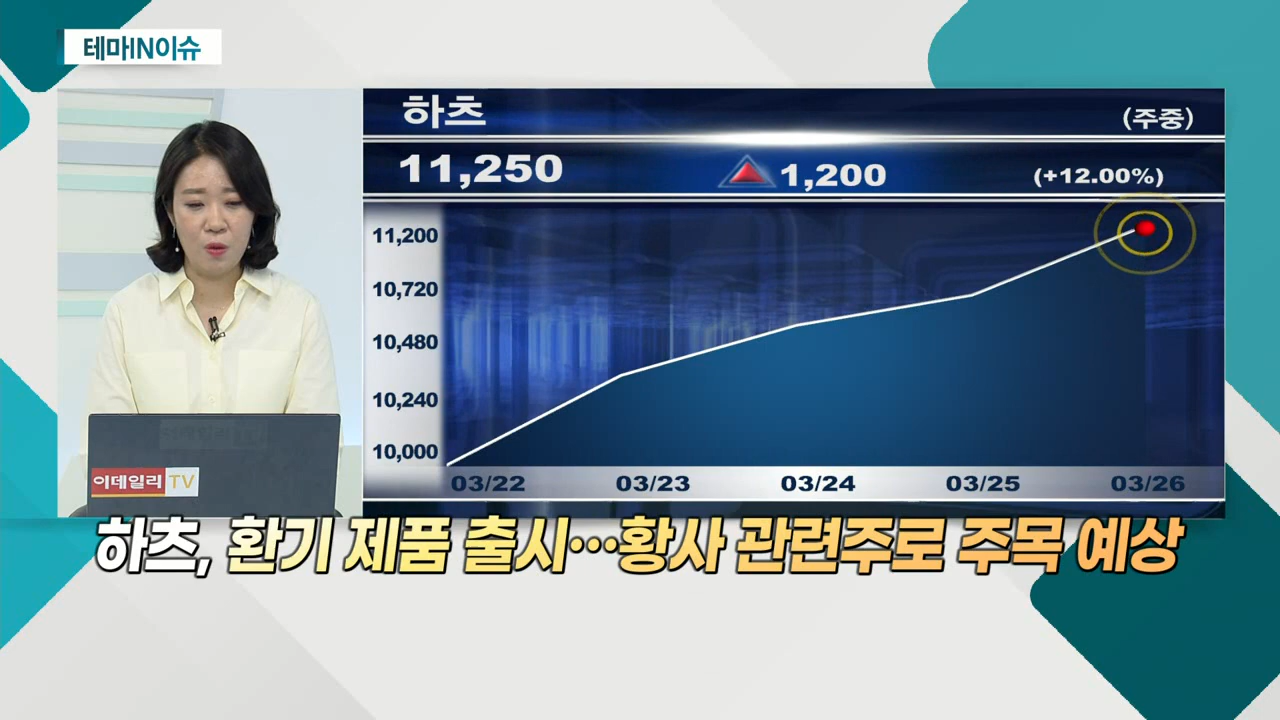 테마IN이슈
하츠 (주중)
11,250 1,200 (+12.00%)
11,200
10,720
10,480
10,240
10,000
03/22 03/23 03/24 03/25 03/26
이데일리 TV
하츠, 환기 제품 출시…황사 관련주로 주목 예상